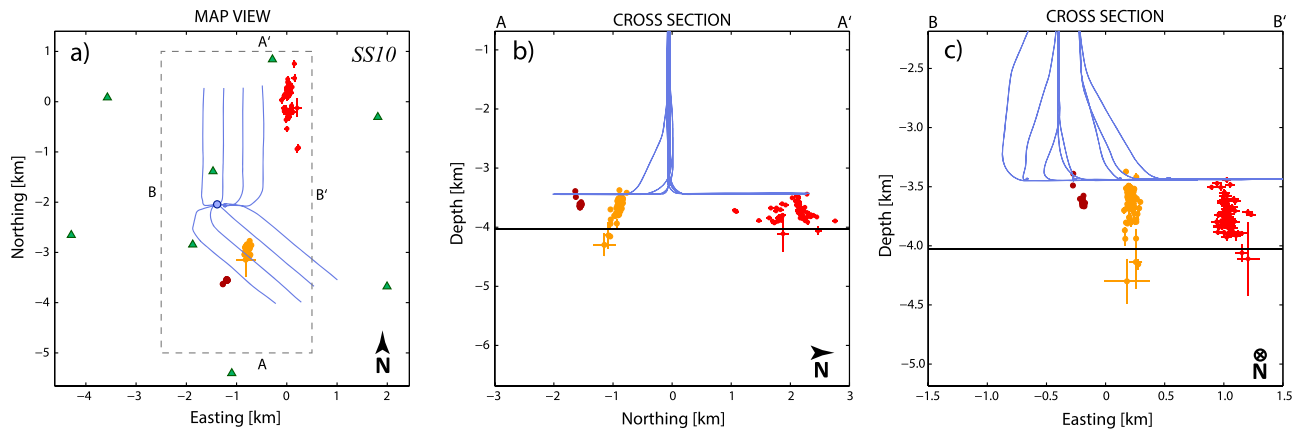 MAP VIEW
a)
A'
SS10
B
B'
A
N
1
0
−1
−2
−3
−4
−5
−4
−3
−2
−1
0
1
2
Northing [km]
Easting [km]
A
CROSS SECTION
A'
b)
−1
−2
−3
−4
−5
−6
−3
−2
−1
0
1
2
3
Depth [km]
Northing [km]
N
B
CROSS SECTION
B'
c)
−2.5
−3.0
−3.5
−4.0
−4.5
−5.0
−1.5
−1.0
−0.5
0.0
0.5
1.0
1.5
Depth [km]
Easting [km]
N